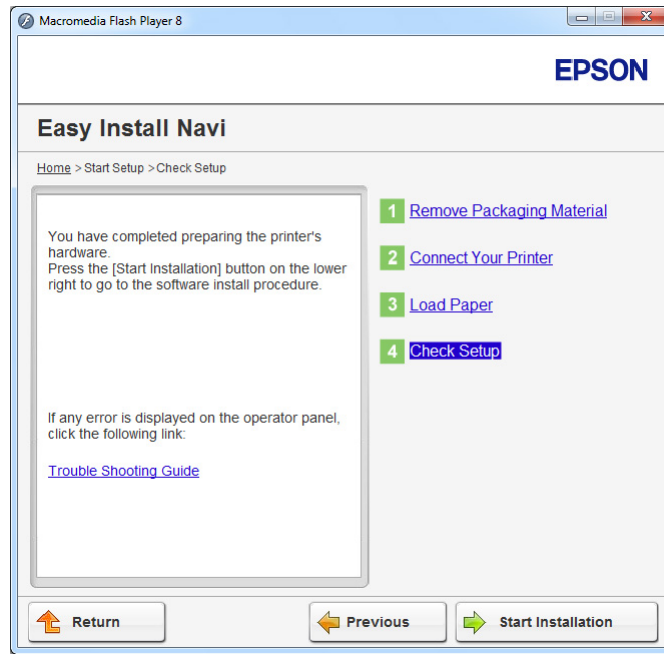 Macromedia Flash Player 8
EPSON
Easy Install Navi
Home > Start Setup >Check Setup
You have completed preparing the printer's
hardware.
Press the [Start Installation] button on the lower
right to go to the software install procedure.
If any error is displayed on the operator panel,
click the following link:
Trouble Shooting Guide
1 Remove Packaging Material
2 Connect Your Printer
3 Load Paper
4 Check Setup
Return
Previous
Start Installation